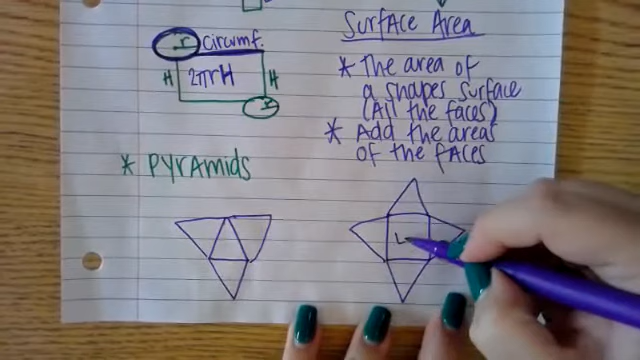 Surface Area
r circumf.
H 2πrH H
r
* The area of
a shapes surface
(All the faces)
* Add the areas
of the faces
* Pyramids
L